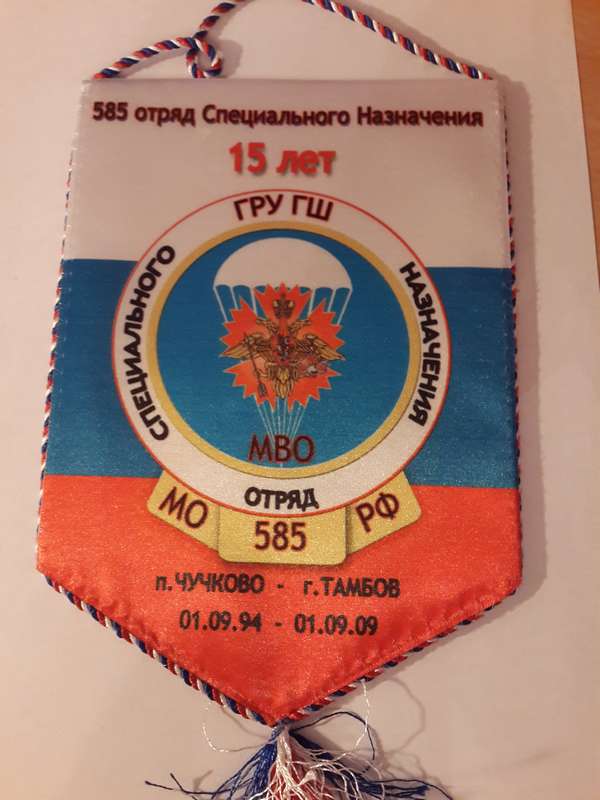 585 отряд Специального Назначения
15 лет
ГРУ ГШ
СПЕЦИАЛЬНОГО
НАЗНАЧЕНИЯ
МВО
ОТРЯД
МО
585
РФ
п.ЧУЧКОВО - г.ТАМБОВ
01.09.94 - 01.09.09